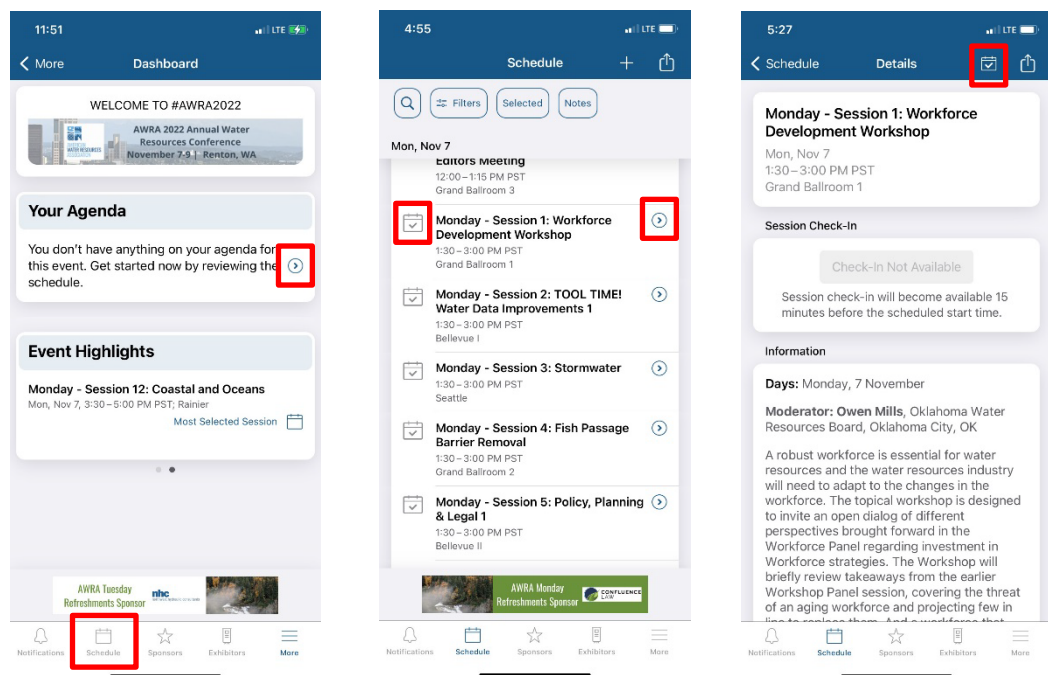 11:51
LTE
More
Dashboard
WELCOME TO #AWRA2022
AWRA 2022 Annual Water
Resources Conference
November 7-9 | Renton, WA
Your Agenda
You don't have anything on your agenda for
this event. Get started now by reviewing the
schedule.
Event Highlights
Monday - Session 12: Coastal and Oceans
Mon, Nov 7, 3:30 – 5:00 PM PST; Rainier
Most Selected Session
AWRA Tuesday
Refreshments Sponsor
nhc
Notifications
Schedule
Sponsors
Exhibitors
More
4:55
LTE
Schedule
Filters
Selected
Notes
Mon, Nov 7
Editors Meeting
12:00 – 1:15 PM PST
Grand Ballroom 3
Monday - Session 1: Workforce
Development Workshop
1:30 – 3:00 PM PST
Grand Ballroom 1
Monday - Session 2: TOOL TIME!
Water Data Improvements 1
1:30 – 3:00 PM PST
Bellevue I
Monday - Session 3: Stormwater
1:30 – 3:00 PM PST
Seattle
Monday - Session 4: Fish Passage
Barrier Removal
1:30 – 3:00 PM PST
Grand Ballroom 2
Monday - Session 5: Policy, Planning
& Legal 1
1:30 – 3:00 PM PST
Bellevue II
AWRA Monday
Refreshments Sponsor
CONFLUENCE
LAW
Notifications
Schedule
Sponsors
Exhibitors
More
5:27
LTE
Schedule
Details
Monday - Session 1: Workforce
Development Workshop
Mon, Nov 7
1:30 – 3:00 PM PST
Grand Ballroom 1
Session Check-In
Check-In Not Available
Session check-in will become available 15
minutes before the scheduled start time.
Information
Days: Monday, 7 November
Moderator: Owen Mills, Oklahoma Water
Resources Board, Oklahoma City, OK
A robust workforce is essential for water
resources and the water resources industry
will need to adapt to the changes in the
workforce. The topical workshop is designed
to invite an open dialog of different
perspectives brought forward in the
Workforce Panel regarding investment in
Workforce strategies. The Workshop will
briefly review takeaways from the earlier
Workshop Panel session, covering the threat
of an aging workforce and projecting few in
line to replace them. And a workforce that
Notifications
Schedule
Sponsors
Exhibitors
More